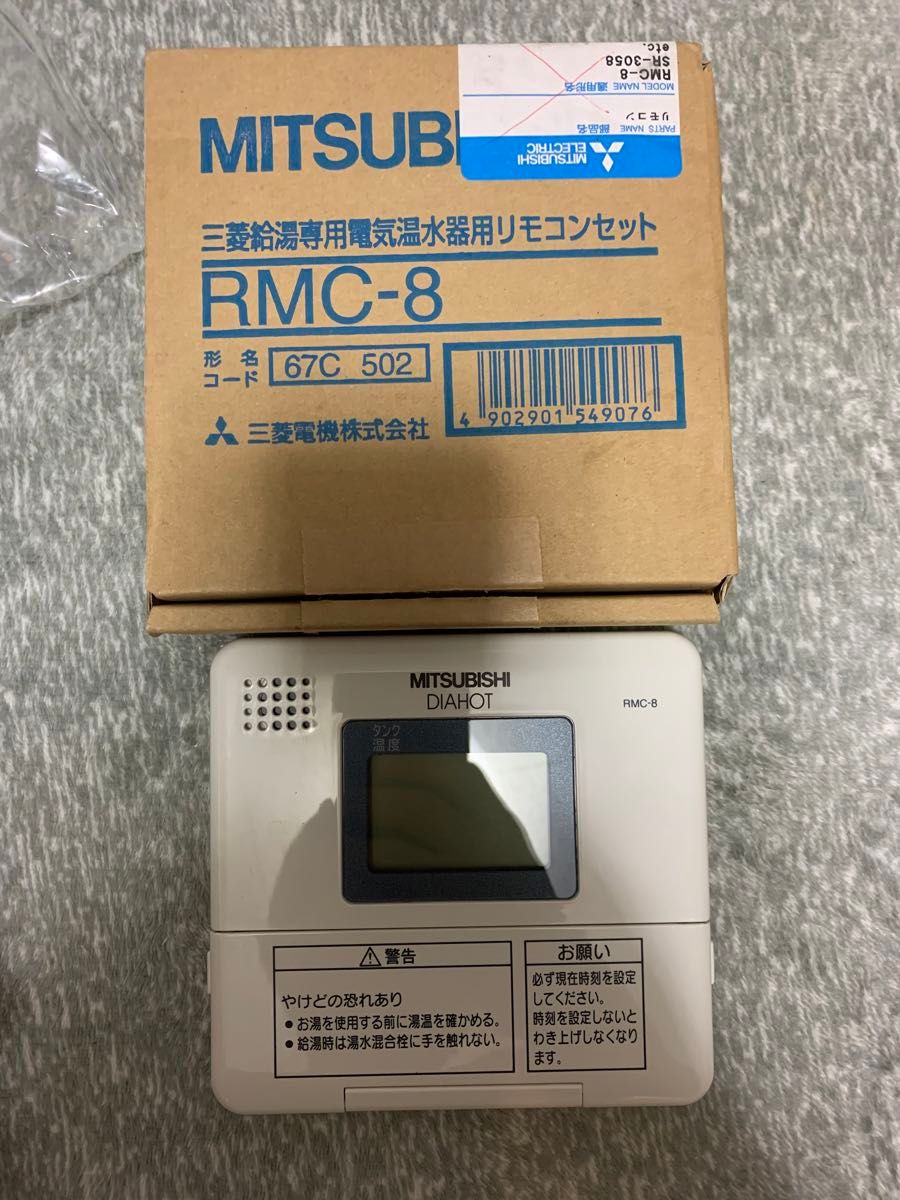 MITSUB
三菱給湯専用電気温水器用リモコンセット
RMC-8
形名
コード
67C 502
4 902901 549076
三菱電機株式会社
MITSUBISHI
ELECTRIC
PARTS NAME 部品名
リモコン
MODEL NAME 適用形名
RMC-8
SR-3058
etc.
MITSUBISHI
DIAHOT
RMC-8
タンク
温度
⚠警告
やけどの恐れあり
●お湯を使用する前に湯温を確かめる。
●給湯時は湯水混合栓に手を触れない。
お願い
必ず現在時刻を設定
してください。
時刻を設定しないと
わき上げしなくなり
ます。